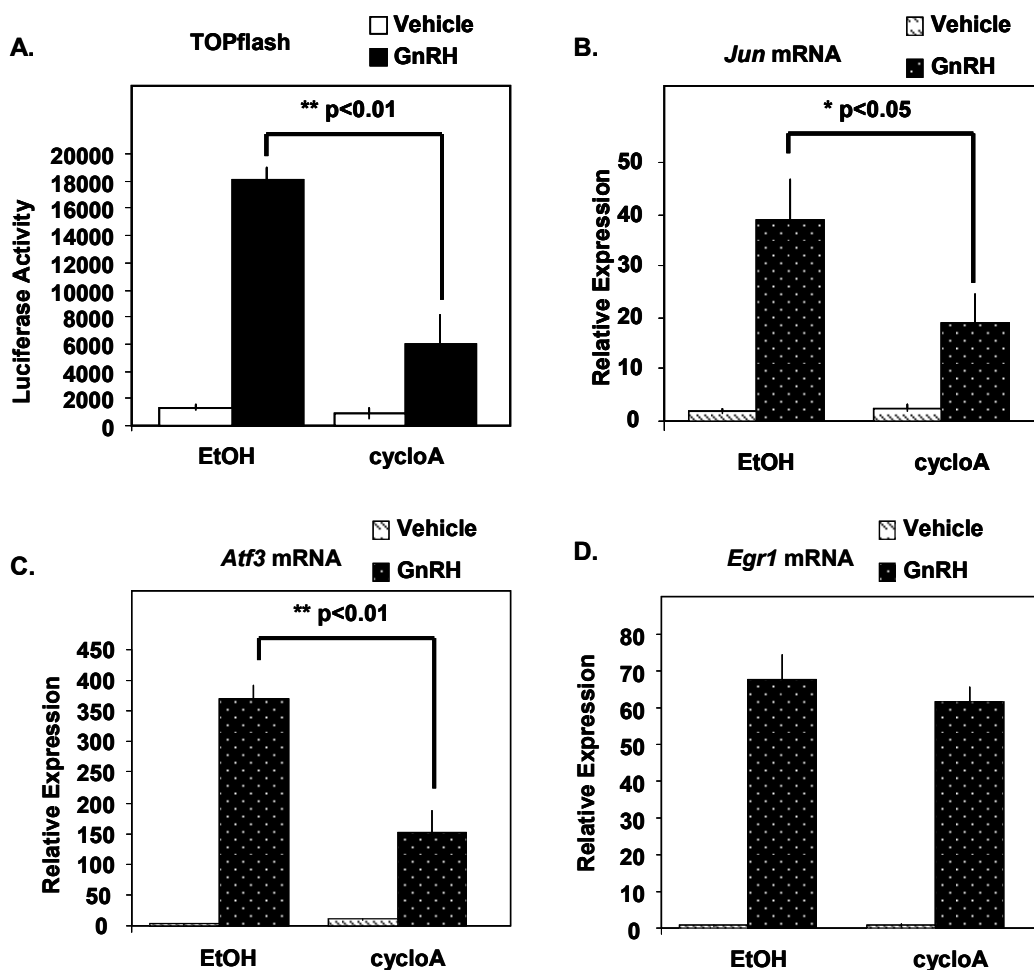 A.
TOPflash
Vehicle
GnRH
** p<0.01
Luciferase Activity
20000
18000
16000
14000
12000
10000
8000
6000
4000
2000
0
EtOH
cycloA
B.
Jun mRNA
Vehicle
GnRH
* p<0.05
Relative Expression
50
40
30
20
10
0
EtOH
cycloA
C.
Atf3 mRNA
Vehicle
GnRH
** p<0.01
Relative Expression
450
400
350
300
250
200
150
100
50
0
EtOH
cycloA
D.
Egr1 mRNA
Vehicle
GnRH
Relative Expression
80
70
60
50
40
30
20
10
0
EtOH
cycloA